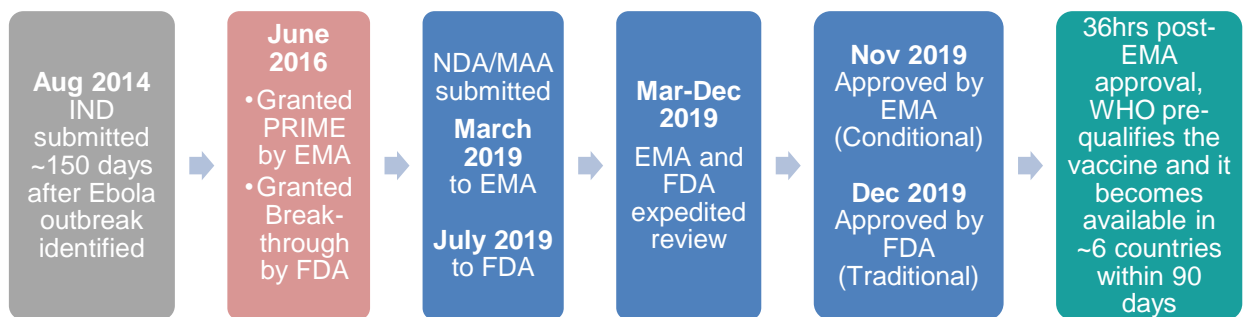 Aug 2014
IND
submitted
~150 days
after Ebola
outbreak
identified
June
2016
•Granted
PRIME
by EMA
•Granted
Break-
through
by FDA
NDA/MAA
submitted
March
2019
to EMA
July 2019
to FDA
Mar-Dec
2019
EMA and
FDA
expedited
review
Nov 2019
Approved by
EMA
(Conditional)
Dec 2019
Approved by
FDA
(Traditional)
36hrs post-
EMA
approval,
WHO pre-
qualifies the
vaccine and it
becomes
available in
~6 countries
within 90
days